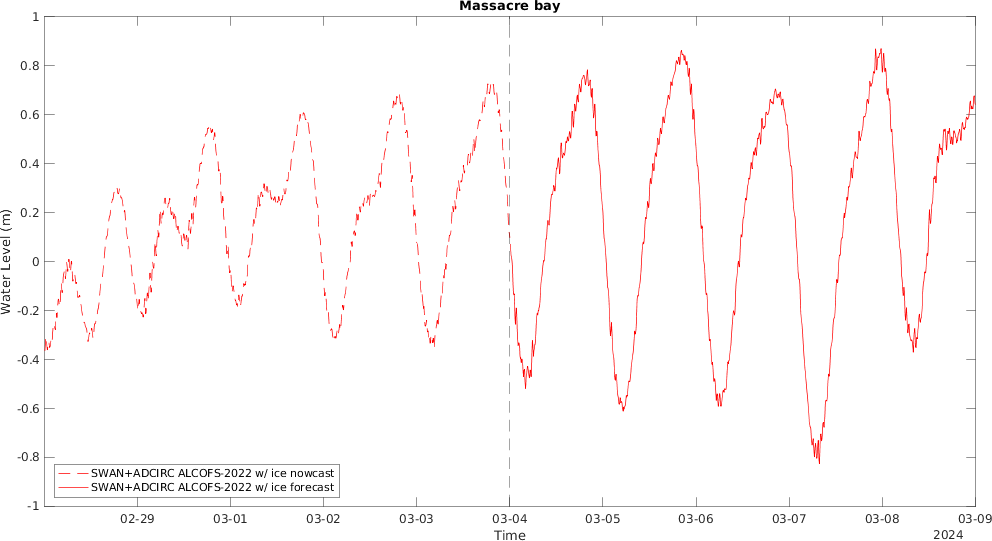 Massacre bay
1
0.8
0.6
0.4
0.2
0
-0.2
-0.4
-0.6
-0.8
-1
Water Level (m)
SWAN+ADCIRC ALCOFS-2022 w/ ice nowcast
SWAN+ADCIRC ALCOFS-2022 w/ ice forecast
02-29 03-01 03-02 03-03 03-04 03-05 03-06 03-07 03-08 03-09
Time
2024